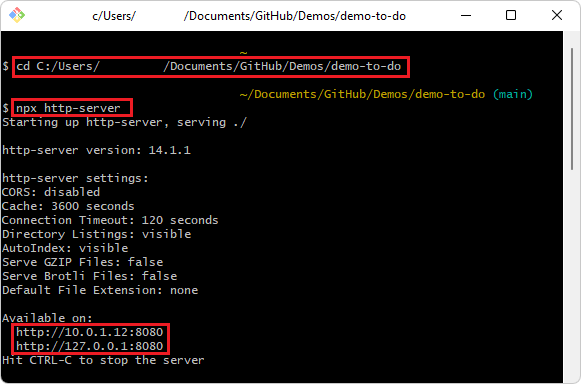 c/Users/ /Documents/GitHub/Demos/demo-to-do
~
$ cd C:/Users/ /Documents/GitHub/Demos/demo-to-do
~/Documents/GitHub/Demos/demo-to-do (main)
$ npx http-server
Starting up http-server, serving ./
http-server version: 14.1.1
http-server settings:
CORS: disabled
Cache: 3600 seconds
Connection Timeout: 120 seconds
Directory Listings: visible
AutoIndex: visible
Serve GZIP Files: false
Serve Brotli Files: false
Default File Extension: none
Available on:
http://10.0.1.12:8080
http://127.0.0.1:8080
Hit CTRL-C to stop the server